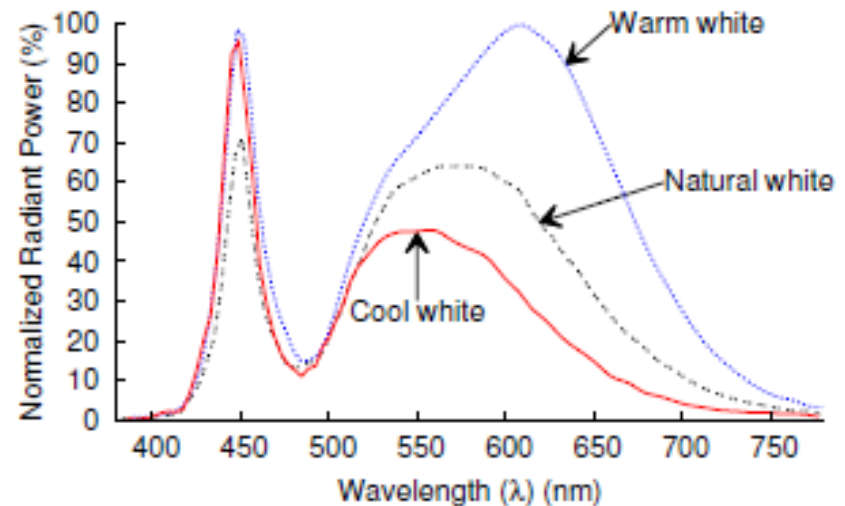 Normalized Radiant Power (%)
100
90
80
70
60
50
40
30
20
10
0
Warm white
Natural white
Cool white
400 450 500 550 600 650 700 750
Wavelength (λ) (nm)